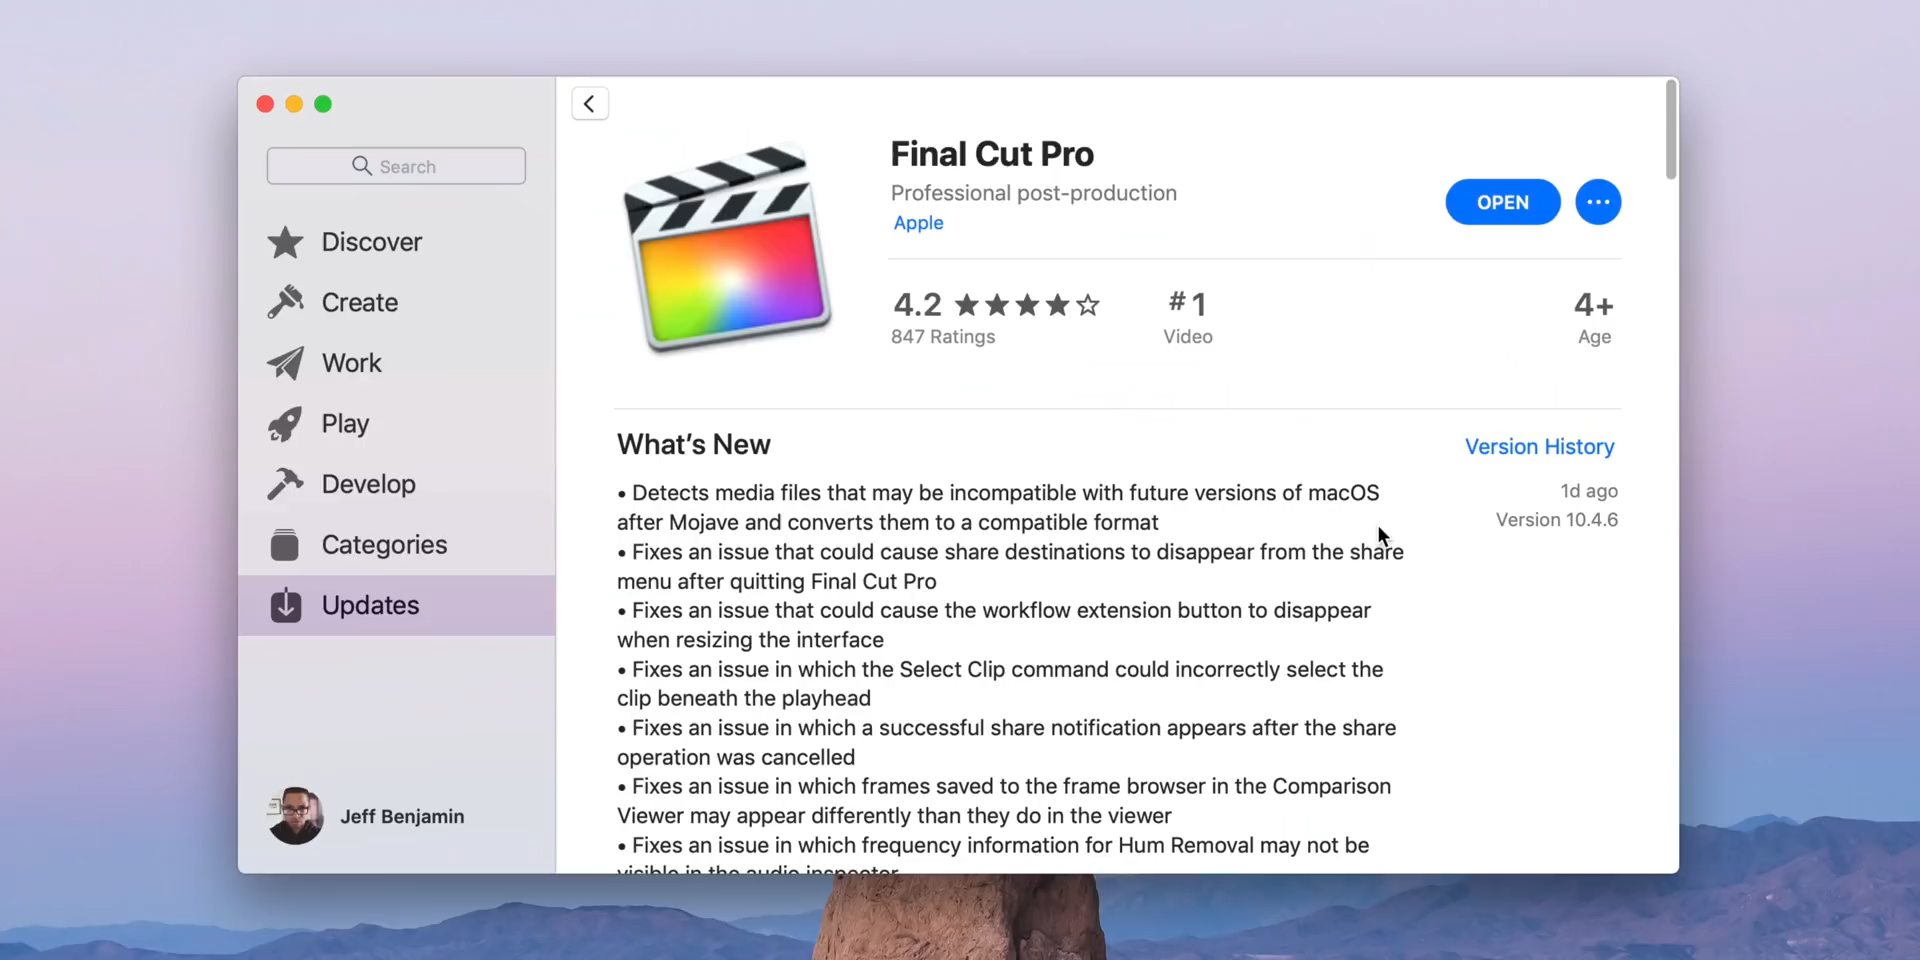 Search
Discover
Create
Work
Play
Develop
Categories
Updates
Jeff Benjamin
Final Cut Pro
Professional post-production
Apple
OPEN
4.2
847 Ratings
#1
Video
4+
Age
What's New
Version History
1d ago
Version 10.4.6
• Detects media files that may be incompatible with future versions of macOS
after Mojave and converts them to a compatible format
• Fixes an issue that could cause share destinations to disappear from the share
menu after quitting Final Cut Pro
• Fixes an issue that could cause the workflow extension button to disappear
when resizing the interface
• Fixes an issue in which the Select Clip command could incorrectly select the
clip beneath the playhead
• Fixes an issue in which a successful share notification appears after the share
operation was cancelled
• Fixes an issue in which frames saved to the frame browser in the Comparison
Viewer may appear differently than they do in the viewer
• Fixes an issue in which frequency information for Hum Removal may not be
visible in the audio inspector